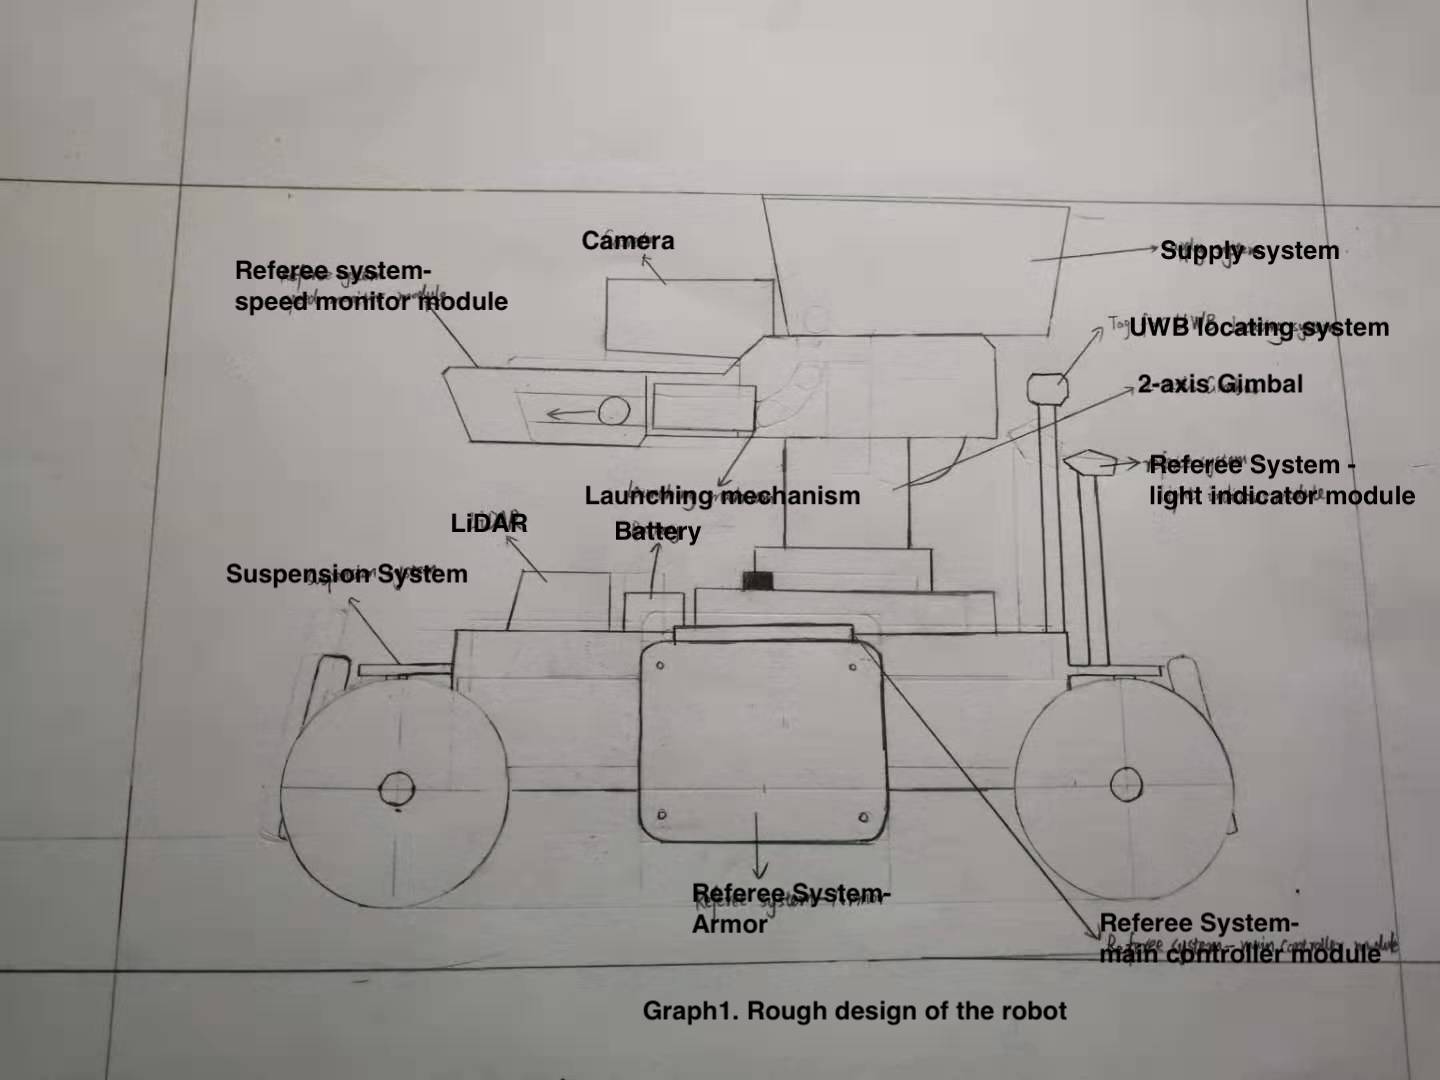 Camera
Referee system-
speed monitor module
Supply system
UWB locating system
2-axis Gimbal
Referee System -
light indicator module
Launching mechanism
LiDAR
Battery
Suspension System
Referee System-
Armor
Referee System-
main controller module
Graph1. Rough design of the robot